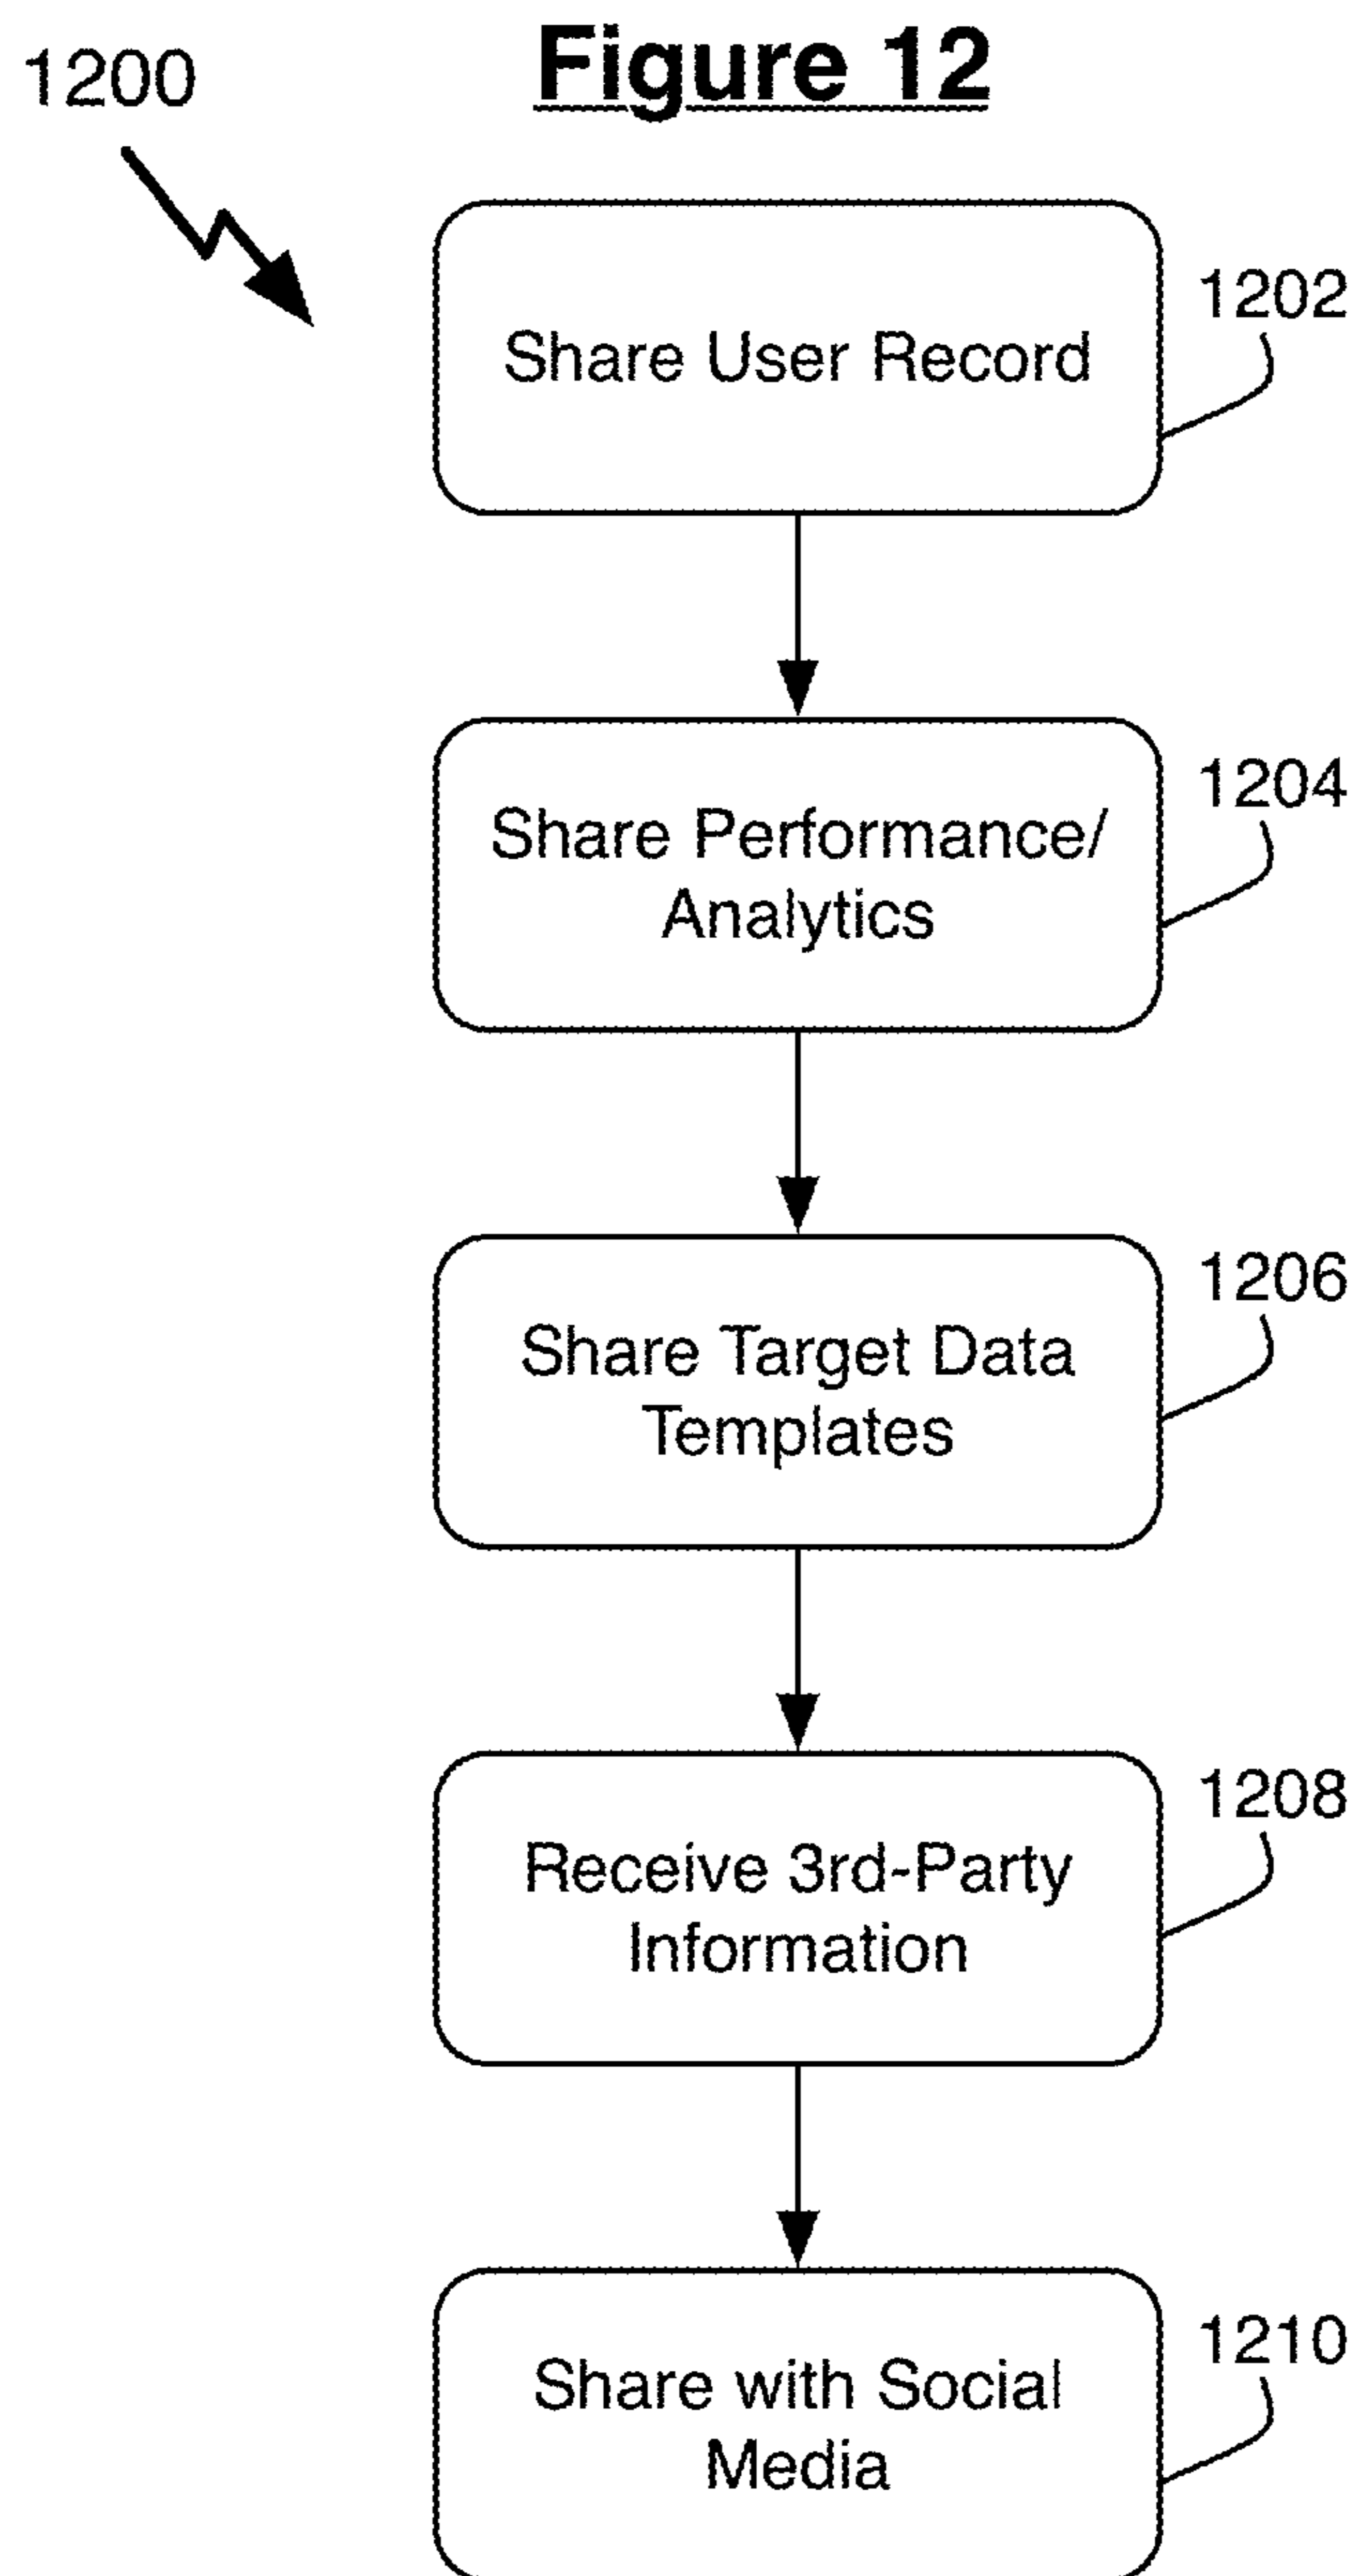 1200
Figure 12
Share User Record
1202
Share Performance/
Analytics
1204
Share Target Data
Templates
1206
Receive 3rd-Party
Information
1208
Share with Social
Media
1210